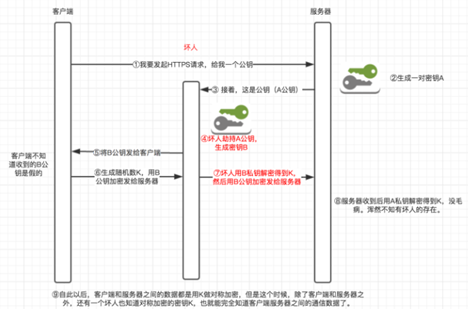 客户端
服务器
坏人
①我要发起HTTPS请求，给我一个公钥
②生成一对密钥A
③ 接着，这是公钥（A公钥）
④坏人劫持A公钥，
生成密钥B
⑤将B公钥发给客户端
客户端不知
道收到的B公
钥是假的
⑥生成随机数K，用B
公钥加密发给服务器
⑦坏人用B私钥解密得到K，
然后用B公钥加密发给服务器
⑧服务器收到后用A私钥解密得到K，没毛
病。浑然不知有坏人的存在。
⑨自此以后，客户端和服务器之间的数据都是用K做对称加密，但是这个时候，除了客户端和服务器之
外，还有一个坏人也知道对称加密的密钥K，也就能完全知道客户端服务器之间的通信数据了。